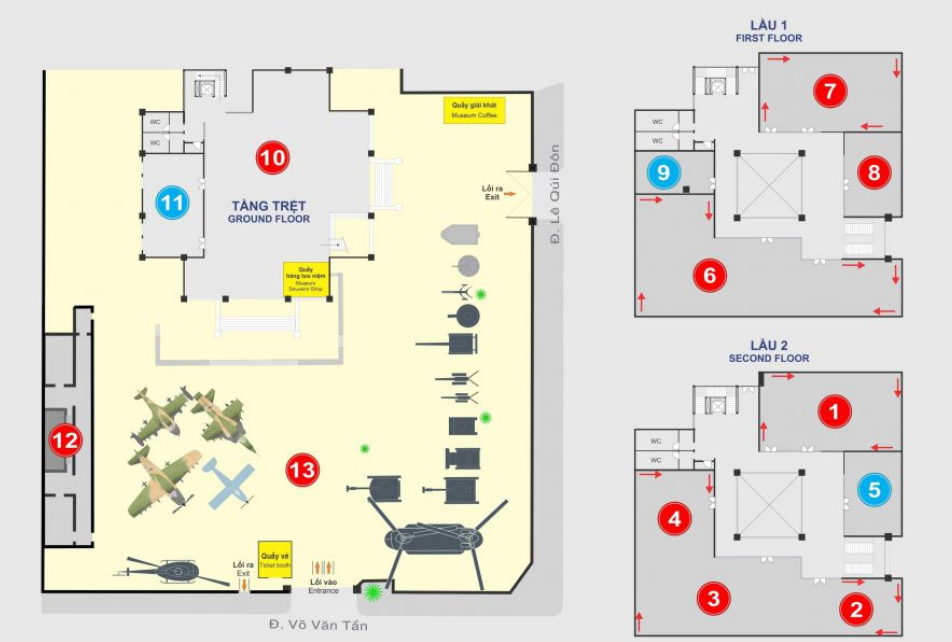 Quầy giải khát
Museum Coffee
WC
WC
10
11
TẦNG TRỆT
GROUND FLOOR
Lối ra
Exit
Đ. Lê Quí Đôn
Quầy
hàng lưu niệm
Museum
Souvenir Shop
12
13
Lối ra
Exit
Quầy vé
Ticket booth
Lối vào
Entrance
Đ. Võ Văn Tần
LẦU 1
FIRST FLOOR
7
WC
WC
9
8
6
LẦU 2
SECOND FLOOR
1
WC
WC
5
4
3
2